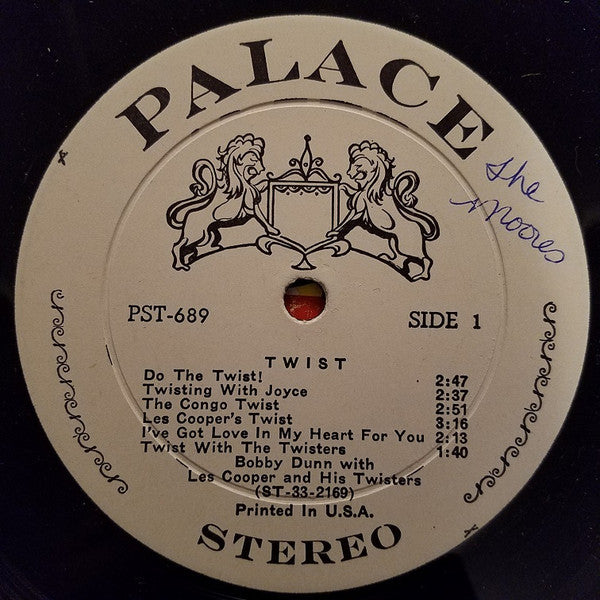 PALACE
The
Moores
PST-689
SIDE 1
TWIST
Do The Twist! 2:47
Twisting With Joyce 2:37
The Congo Twist 2:51
Les Cooper's Twist 3:16
I've Got Love In My Heart For You 2:13
Twist With The Twisters 1:40
Bobby Dunn with
Les Cooper and His Twisters
(ST-33-2169)
Printed In U.S.A.
STEREO